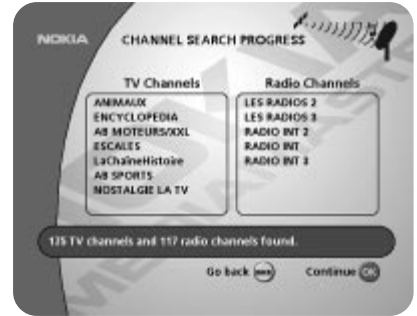 NOKIA
CHANNEL SEARCH PROGRESS
TV Channels
ANIMAUX
ENCYCLOPEDIA
AB MOTEURS/XXL
ESCALES
LaChaîneHistoire
AB SPORTS
NOSTALGIE LA TV
Radio Channels
LES RADIOS 2
LES RADIOS 3
RADIO INT 2
RADIO INT
RADIO INT 3
135 TV channels and 117 radio channels found.
Go back
Continue OK